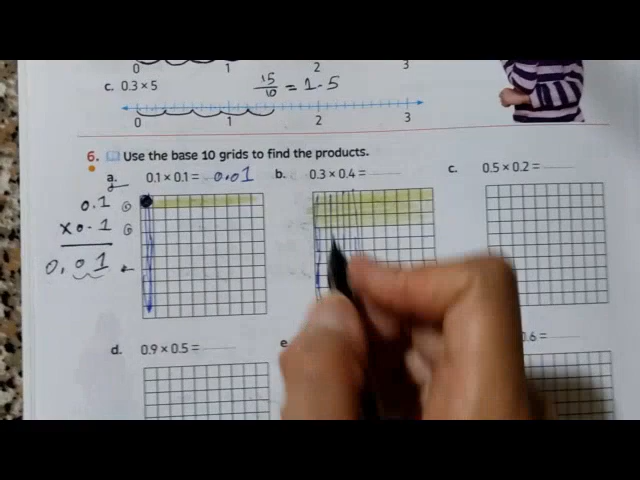 0 1 2 3
c. 0.3 × 5 15/10 = 1.5
0 1 2 3
6. Use the base 10 grids to find the products.
a. 0.1 × 0.1 = 0.01 b. 0.3 × 0.4 = c. 0.5 × 0.2 =
0.1
×0.1
0.01
d. 0.9 × 0.5 = e 0.6 =